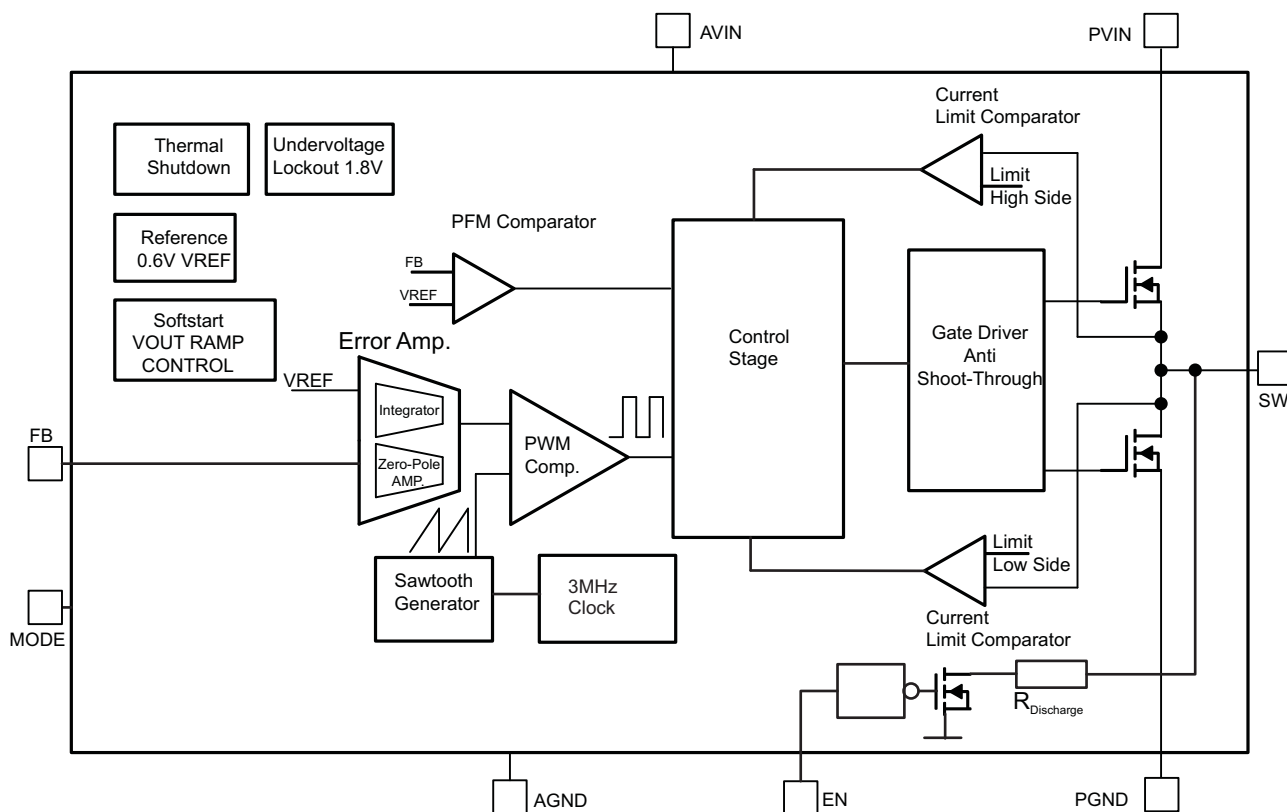 AVIN
PVIN
Current
Limit Comparator
Thermal
Shutdown
Undervoltage
Lockout 1.8V
Limit
High Side
Reference
0.6V VREF
PFM Comparator
FB
VREF
Softstart
VOUT RAMP
CONTROL
Error Amp.
VREF
Integrator
Zero-Pole
AMP.
PWM
Comp.
Control
Stage
Gate Driver
Anti
Shoot-Through
SW
FB
Sawtooth
Generator
3MHz
Clock
Limit
Low Side
Current
Limit Comparator
MODE
RDischarge
AGND
EN
PGND